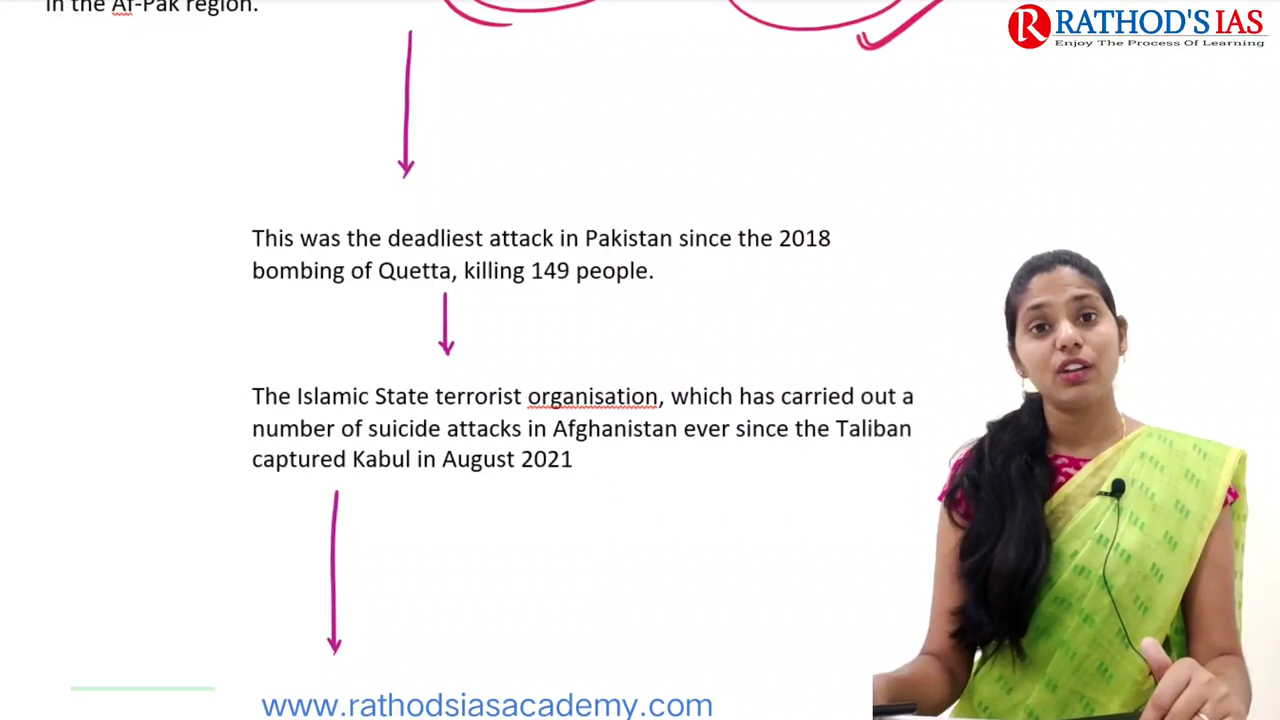 in the Af-Pak region.
RATHOD'S IAS
Enjoy The Process Of Learning
This was the deadliest attack in Pakistan since the 2018
bombing of Quetta, killing 149 people.
The Islamic State terrorist organisation, which has carried out a
number of suicide attacks in Afghanistan ever since the Taliban
captured Kabul in August 2021
www.rathodsiasacademy.com